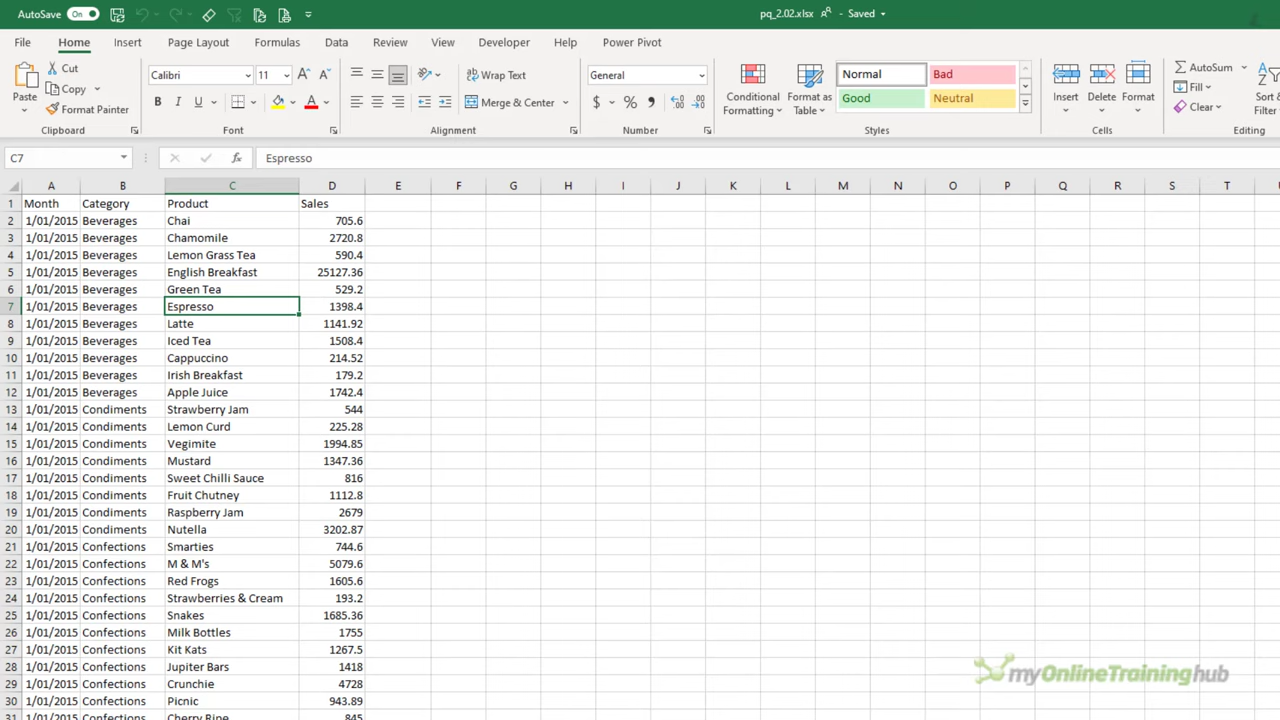 AutoSave On pq_2.02.xlsx - Saved
File Home Insert Page Layout Formulas Data Review View Developer Help Power Pivot
Paste Cut Copy Format Painter Clipboard
Calibri 11 B I U A Font
Wrap Text Merge & Center Alignment
General $ % Number
Conditional Formatting Format as Table Normal Bad Good Neutral Styles
Insert Delete Format Cells
AutoSum Fill Clear Sort & Filter Editing
C7 fx Espresso
A B C D E F G H I J K L M N O P Q R S T
1 Month Category Product Sales
2 1/01/2015 Beverages Chai 705.6
3 1/01/2015 Beverages Chamomile 2720.8
4 1/01/2015 Beverages Lemon Grass Tea 590.4
5 1/01/2015 Beverages English Breakfast 25127.36
6 1/01/2015 Beverages Green Tea 529.2
7 1/01/2015 Beverages Espresso 1398.4
8 1/01/2015 Beverages Latte 1141.92
9 1/01/2015 Beverages Iced Tea 1508.4
10 1/01/2015 Beverages Cappuccino 214.52
11 1/01/2015 Beverages Irish Breakfast 179.2
12 1/01/2015 Beverages Apple Juice 1742.4
13 1/01/2015 Condiments Strawberry Jam 544
14 1/01/2015 Condiments Lemon Curd 225.28
15 1/01/2015 Condiments Vegimite 1994.85
16 1/01/2015 Condiments Mustard 1347.36
17 1/01/2015 Condiments Sweet Chilli Sauce 816
18 1/01/2015 Condiments Fruit Chutney 1112.8
19 1/01/2015 Condiments Raspberry Jam 2679
20 1/01/2015 Condiments Nutella 3202.87
21 1/01/2015 Confections Smarties 744.6
22 1/01/2015 Confections M & M's 5079.6
23 1/01/2015 Confections Red Frogs 1605.6
24 1/01/2015 Confections Strawberries & Cream 193.2
25 1/01/2015 Confections Snakes 1685.36
26 1/01/2015 Confections Milk Bottles 1755
27 1/01/2015 Confections Kit Kats 1267.5
28 1/01/2015 Confections Jupiter Bars 1418
29 1/01/2015 Confections Crunchie 4728
30 1/01/2015 Confections Picnic 943.89
31 1/01/2015 Confections Cherry Ripe 845
myOnlineTraininghub